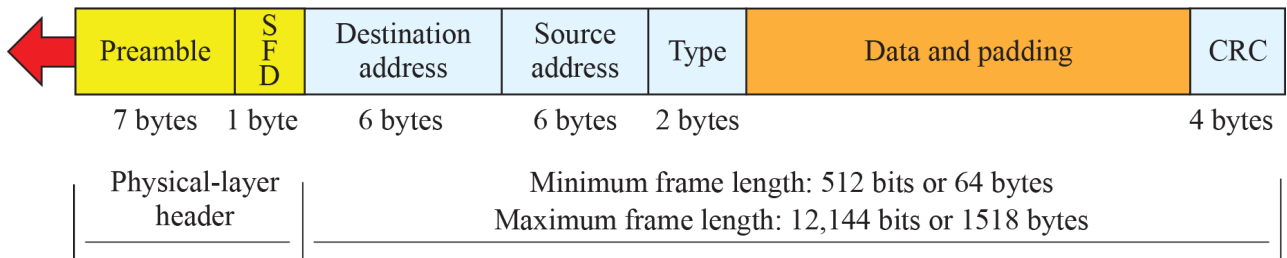 Preamble
S
F
D
Destination
address
Source
address
Type
Data and padding
CRC
7 bytes
1 byte
6 bytes
6 bytes
2 bytes
4 bytes
Physical-layer
header
Minimum frame length: 512 bits or 64 bytes
Maximum frame length: 12,144 bits or 1518 bytes